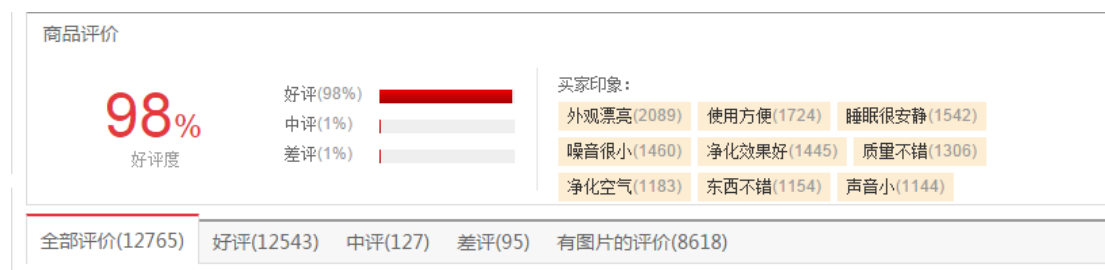 商品评价
98%
好评度
好评(98%)
中评(1%)
差评(1%)
买家印象：
外观漂亮(2089) 使用方便(1724) 睡眠很安静(1542)
噪音很小(1460) 净化效果好(1445) 质量不错(1306)
净化空气(1183) 东西不错(1154) 声音小(1144)
全部评价(12765) 好评(12543) 中评(127) 差评(95) 有图片的评价(8618)